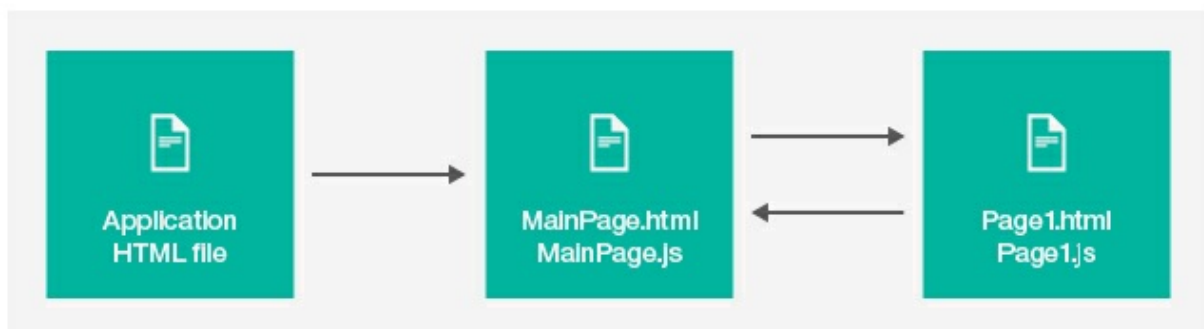 Application
HTML file
MainPage.html
MainPage.js
Page1.html
Page1.js